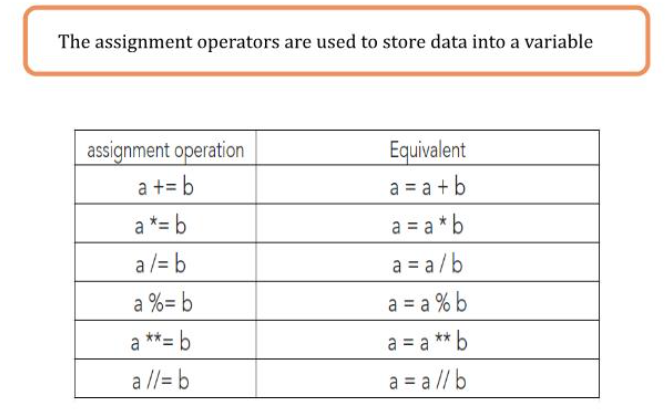 The assignment operators are used to store data into a variable
assignment operation Equivalent
a += b a = a + b
a *= b a = a * b
a /= b a = a / b
a %= b a = a % b
a **= b a = a ** b
a //= b a = a // b